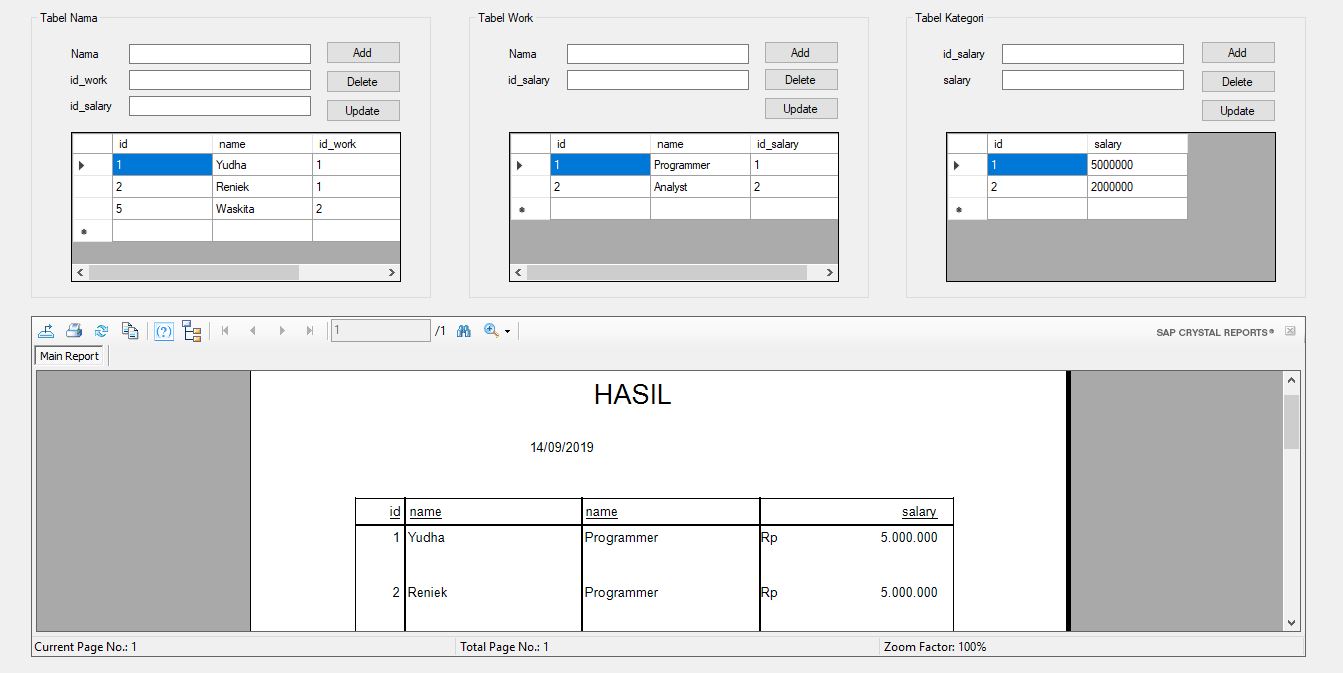 Tabel Nama
Nama Add
id_work Delete
id_salary Update
id name id_work
1 Yudha 1
2 Reniek 1
5 Waskita 2
Tabel Work
Nama Add
id_salary Delete
Update
id name id_salary
1 Programmer 1
2 Analyst 2
Tabel Kategori
id_salary Add
salary Delete
Update
id salary
1 5000000
2 2000000
1 /1 SAP CRYSTAL REPORTS®
Main Report
HASIL
14/09/2019
id name name salary
1 Yudha Programmer Rp 5.000.000
2 Reniek Programmer Rp 5.000.000
Current Page No.: 1 Total Page No.: 1 Zoom Factor: 100%